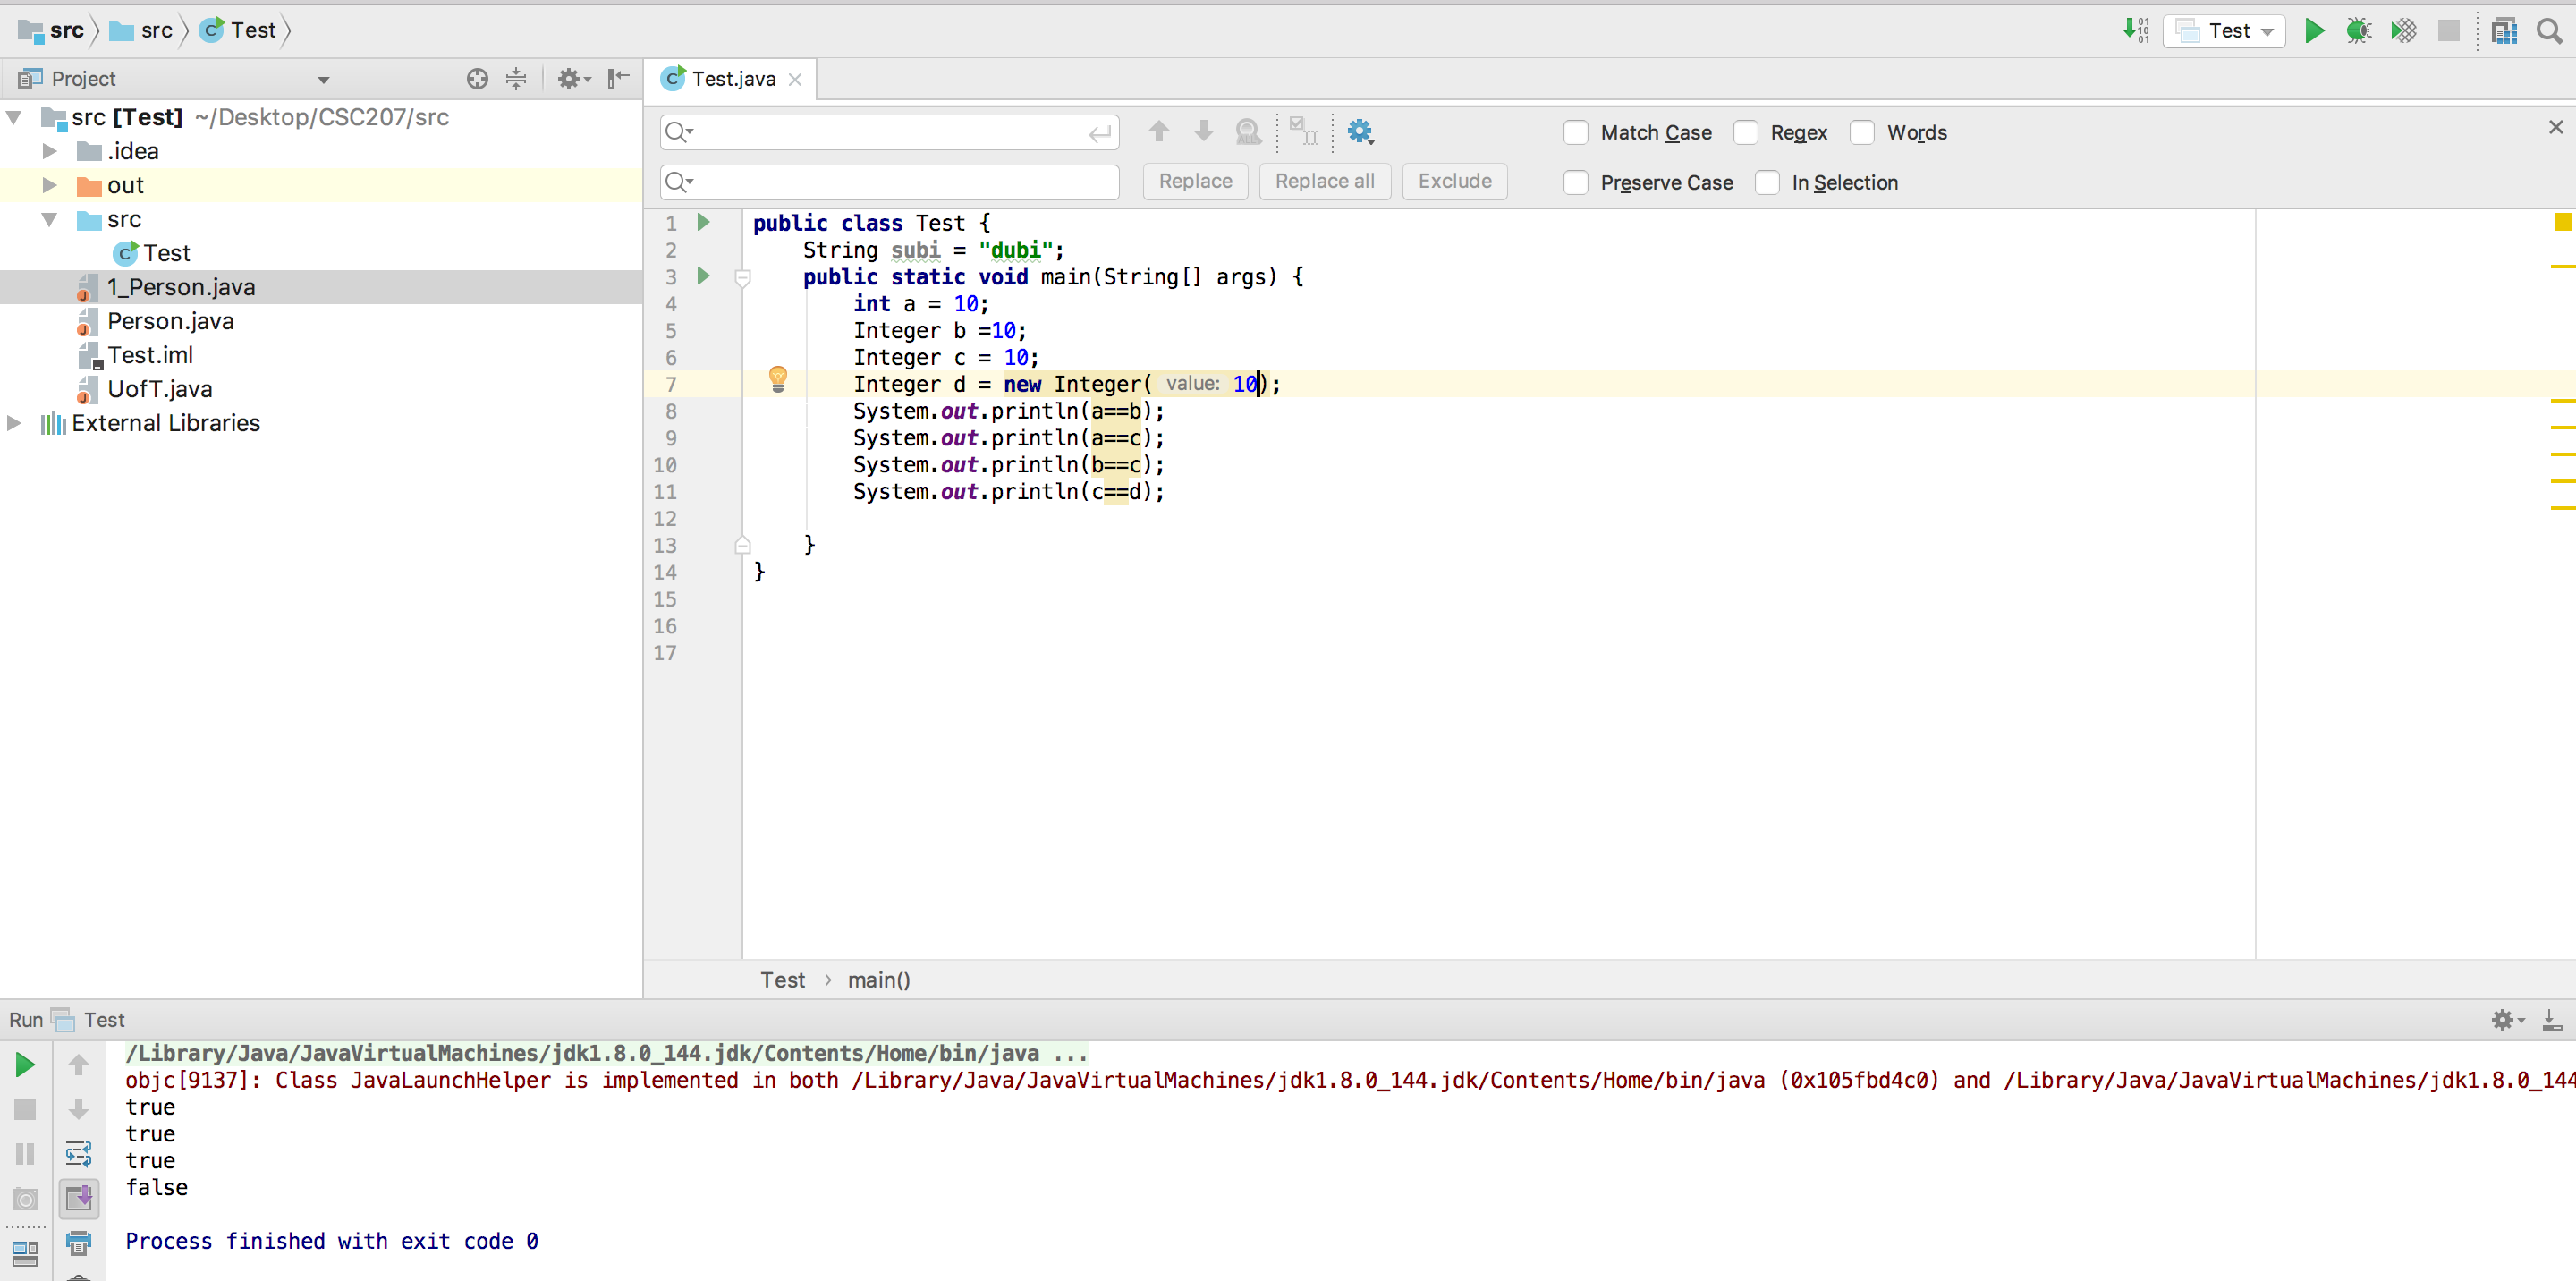 src src Test
Test
Project
Test.java
src [Test] ~/Desktop/CSC207/src
.idea
out
src
Test
1_Person.java
Person.java
Test.iml
UofT.java
External Libraries
Match Case Regex Words
Replace Replace all Exclude Preserve Case In Selection
1 public class Test {
2 String subi = "dubi";
3 public static void main(String[] args) {
4 int a = 10;
5 Integer b =10;
6 Integer c = 10;
7 Integer d = new Integer( value: 10);
8 System.out.println(a==b);
9 System.out.println(a==c);
10 System.out.println(b==c);
11 System.out.println(c==d);
12
13 }
14 }
15
16
17
Test › main()
Run Test
/Library/Java/JavaVirtualMachines/jdk1.8.0_144.jdk/Contents/Home/bin/java ...
objc[9137]: Class JavaLaunchHelper is implemented in both /Library/Java/JavaVirtualMachines/jdk1.8.0_144.jdk/Contents/Home/bin/java (0x105fbd4c0) and /Library/Java/JavaVirtualMachines/jdk1.8.0_144
true
true
true
false
Process finished with exit code 0